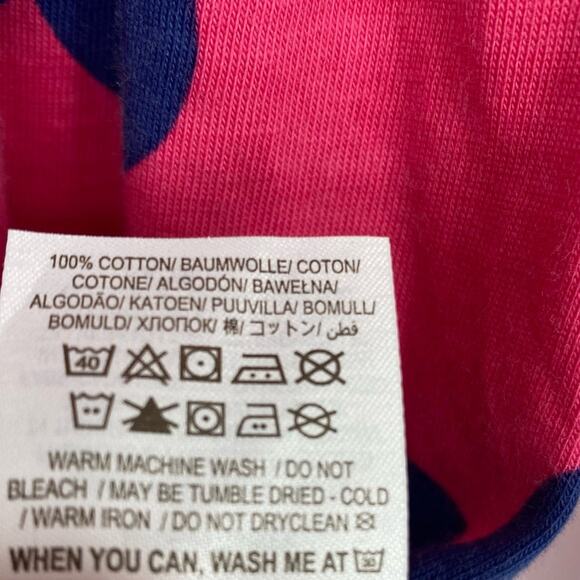 100% COTTON/ BAUMWOLLE/ COTON/
COTONE/ ALGODÓN/ BAWEŁNA/
ALGODÃO/ KATOEN/ PUUVILLA/ BOMULL/
BOMULD/ ХЛОПОК/ 棉/ コットン/ قطن/
40
WARM MACHINE WASH / DO NOT
BLEACH / MAY BE TUMBLE DRIED - COLD
/ WARM IRON / DO NOT DRYCLEAN
WHEN YOU CAN, WASH ME AT 30